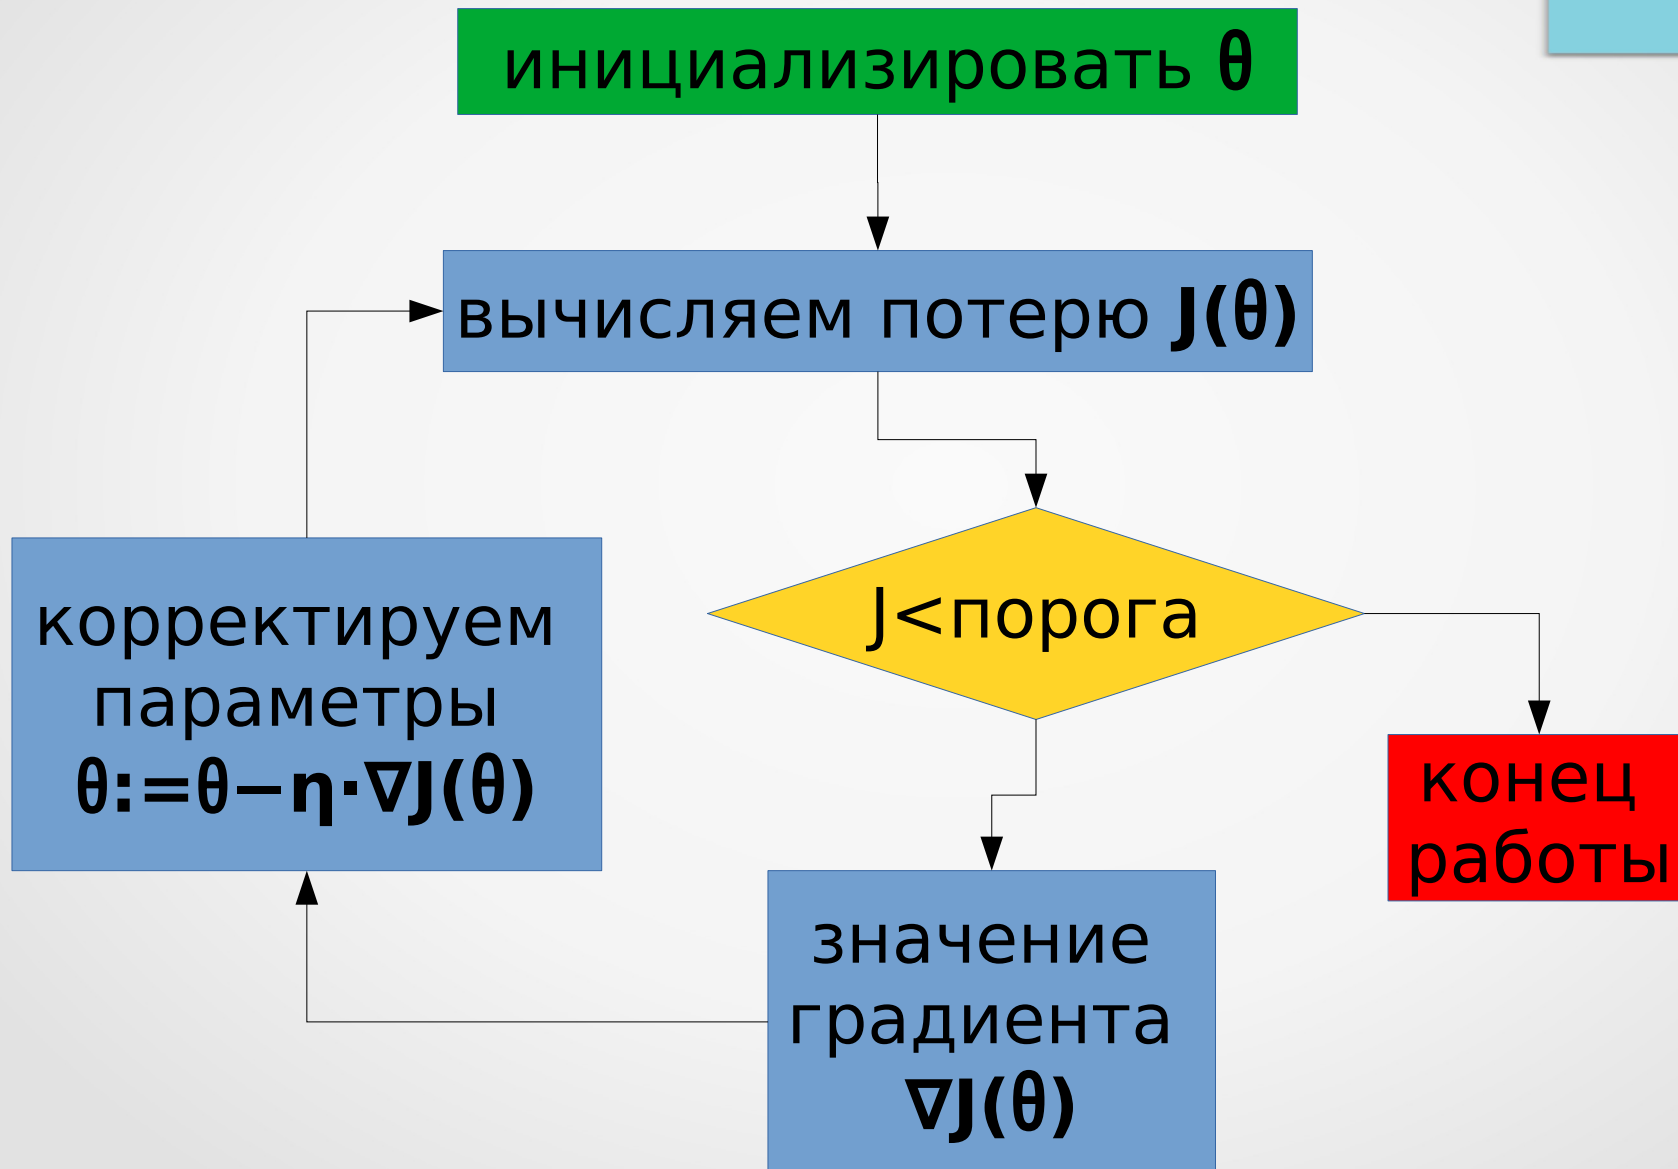 инициализировать θ
вычисляем потерю J(θ)
J<порога
корректируем
параметры
θ:=θ−η·∇J(θ)
конец
работы
значение
градиента
∇J(θ)